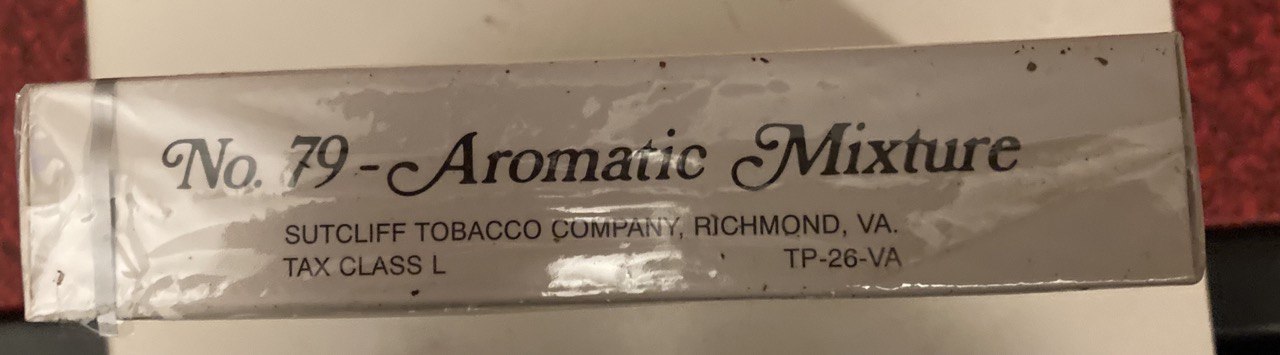 No. 79 - Aromatic Mixture
SUTCLIFF TOBACCO COMPANY, RICHMOND, VA.
TAX CLASS L TP-26-VA